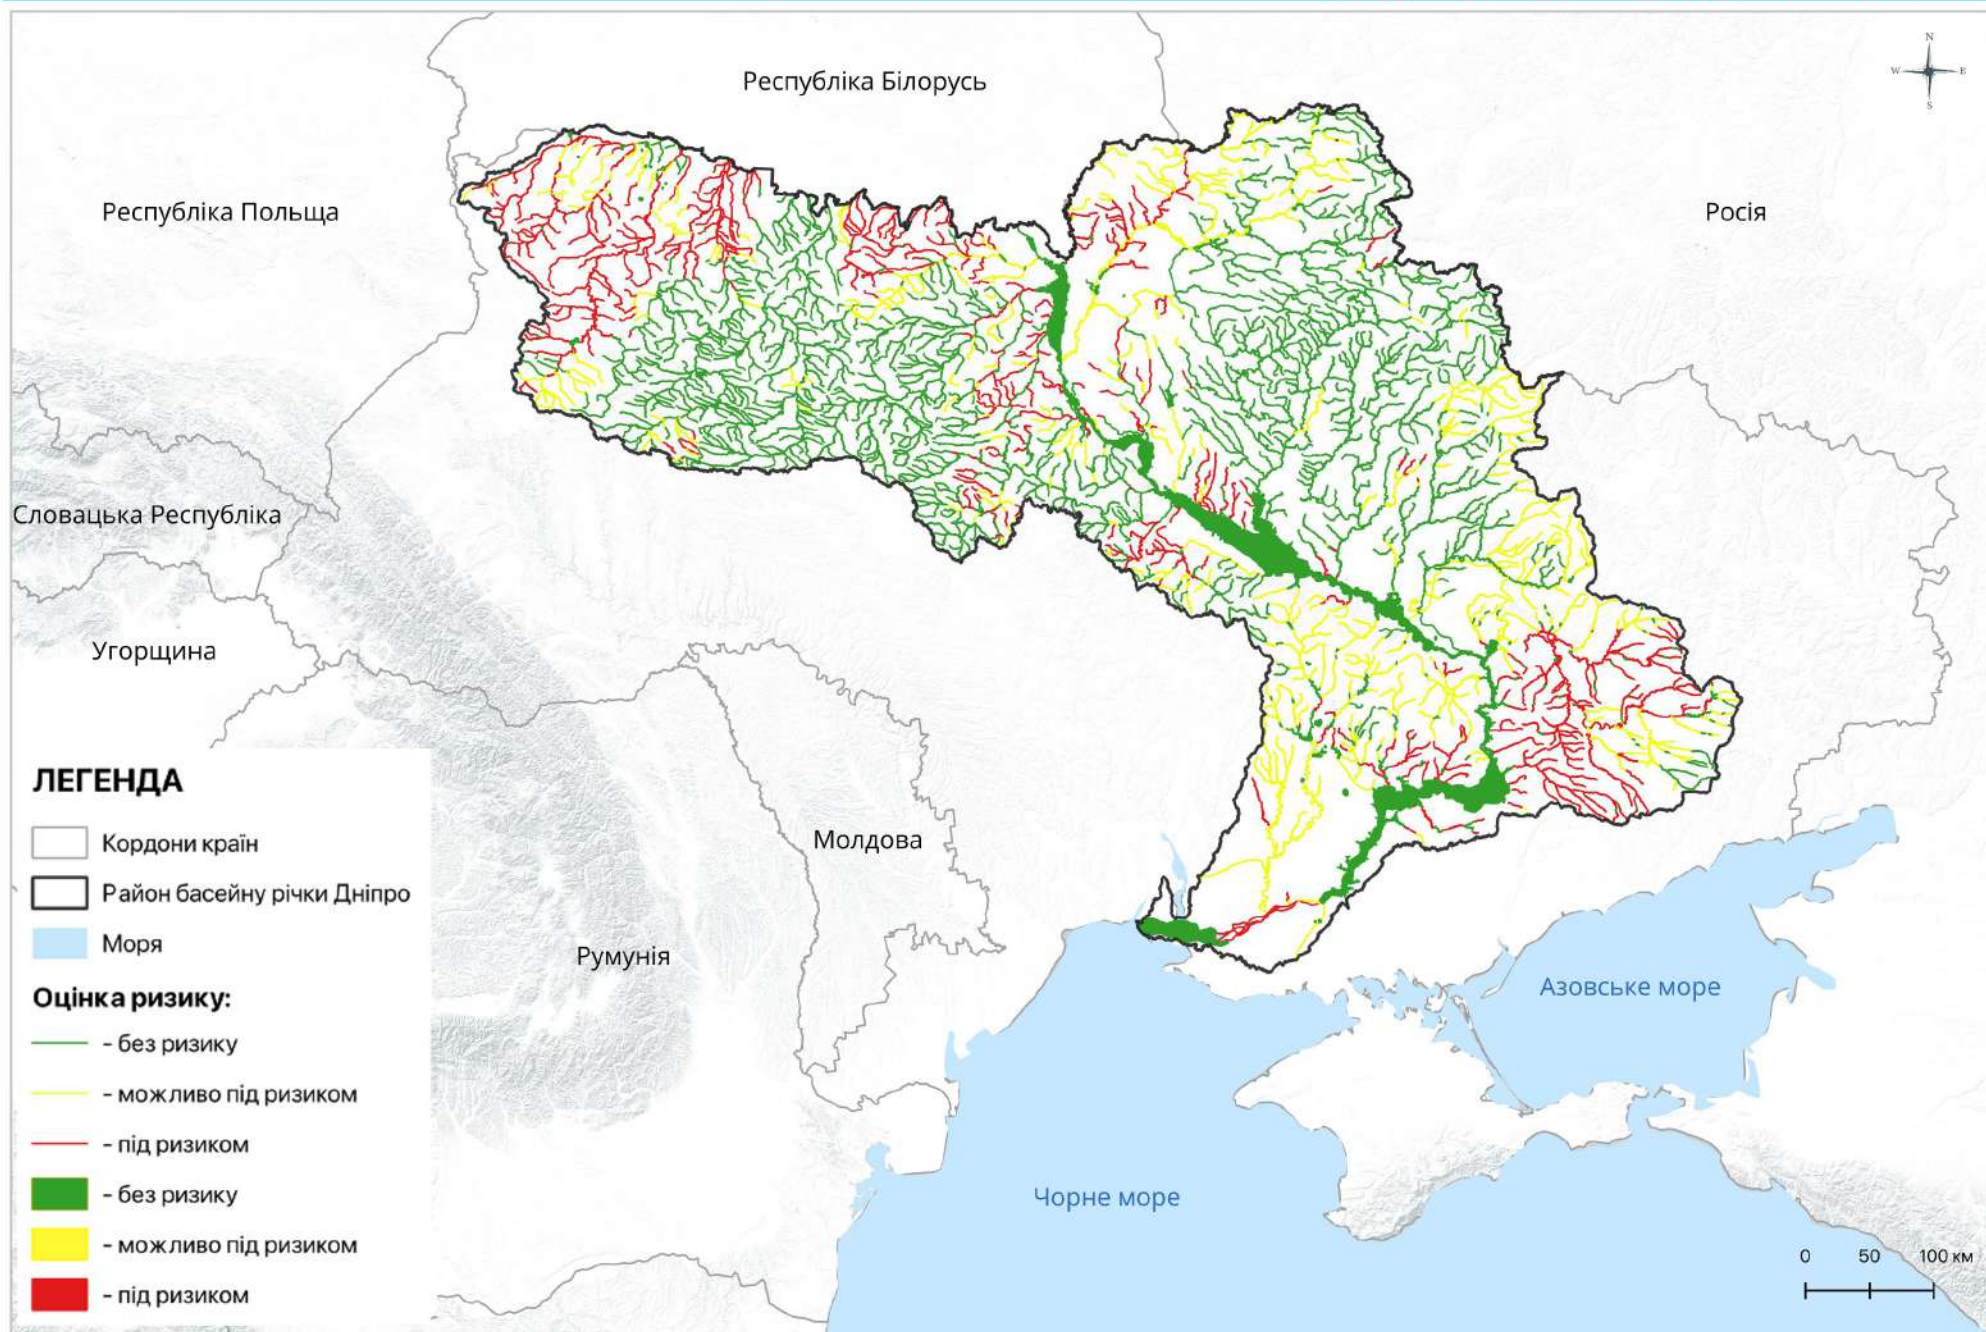 N
W E
S
Республіка Білорусь
Республіка Польща
Росія
Словацька Республіка
Угорщина
Молдова
Румунія
Азовське море
Чорне море
ЛЕГЕНДА
Кордони країн
Район басейну річки Дніпро
Моря
Оцінка ризику:
- без ризику
- можливо під ризиком
- під ризиком
- без ризику
- можливо під ризиком
- під ризиком
0 50 100 км